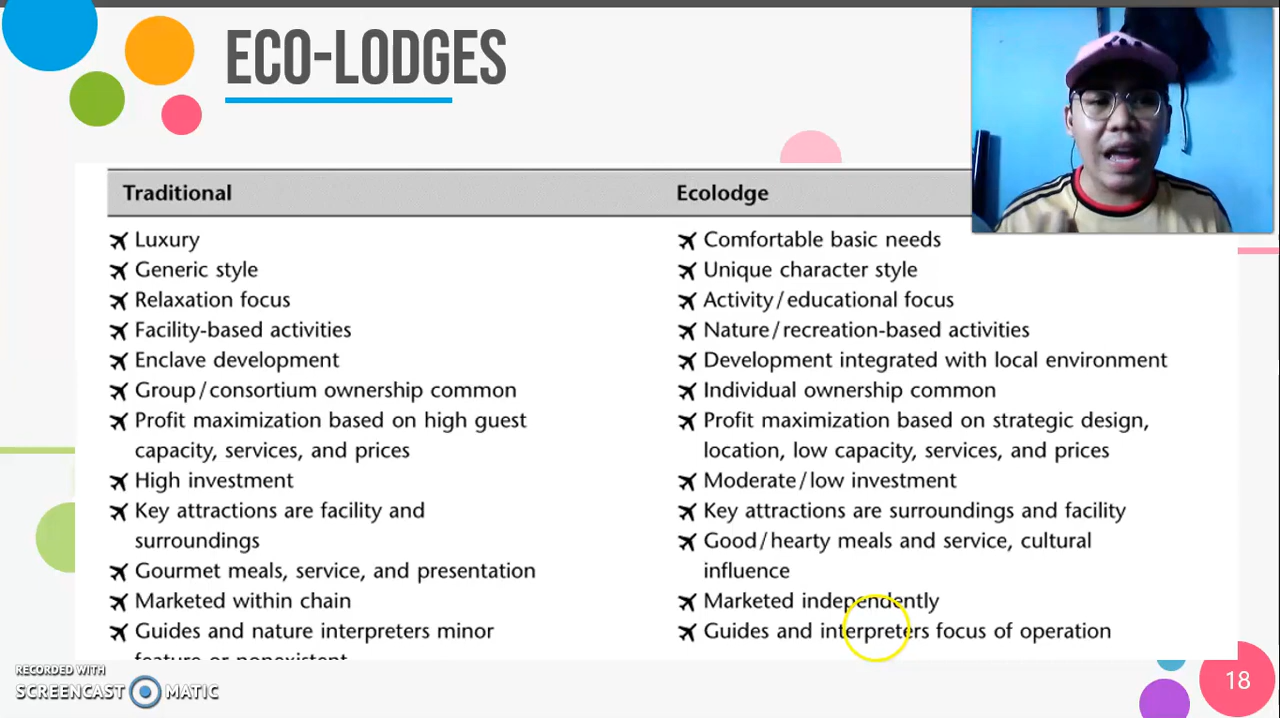 ECO-LODGES
Traditional
Luxury
Generic style
Relaxation focus
Facility-based activities
Enclave development
Group/consortium ownership common
Profit maximization based on high guest
capacity, services, and prices
High investment
Key attractions are facility and
surroundings
Gourmet meals, service, and presentation
Marketed within chain
Guides and nature interpreters minor
feature or nonexistent
Ecolodge
Comfortable basic needs
Unique character style
Activity/educational focus
Nature/recreation-based activities
Development integrated with local environment
Individual ownership common
Profit maximization based on strategic design,
location, low capacity, services, and prices
Moderate/low investment
Key attractions are surroundings and facility
Good/hearty meals and service, cultural
influence
Marketed independently
Guides and interpreters focus of operation
RECORDED WITH
SCREENCAST MATIC
18